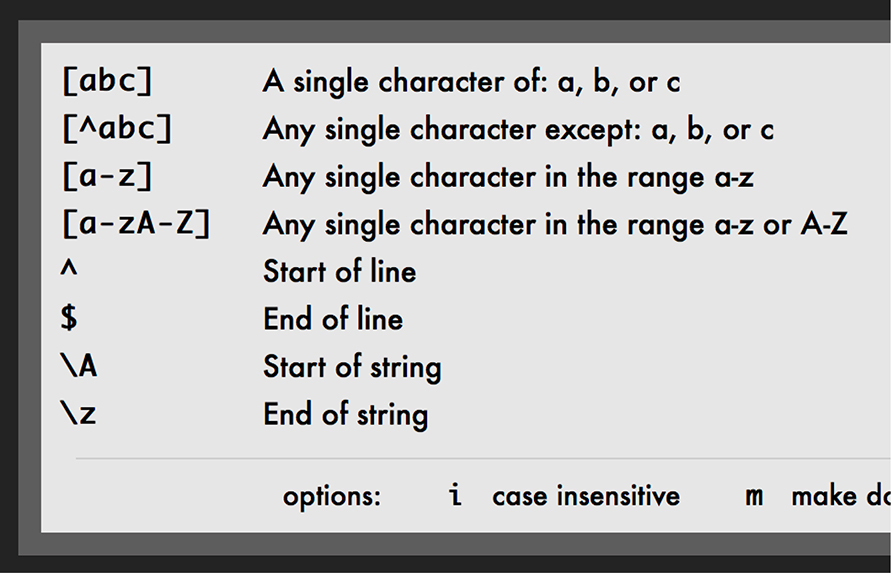 [abc] A single character of: a, b, or c
[^abc] Any single character except: a, b, or c
[a-z] Any single character in the range a-z
[a-zA-Z] Any single character in the range a-z or A-Z
^ Start of line
$ End of line
\A Start of string
\z End of string
options: i case insensitive m make